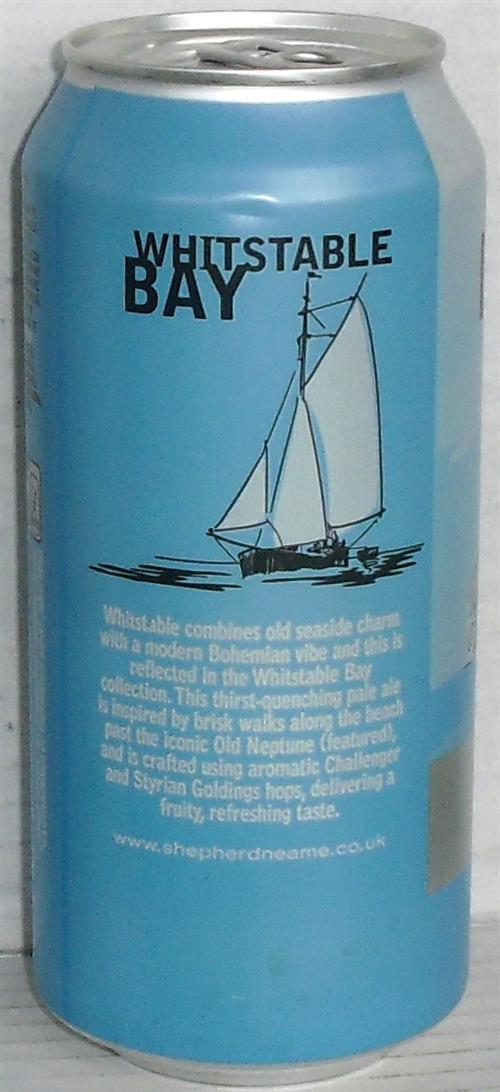 WHITSTABLE
BAY
Whitstable combines old seaside charm
with a modern Bohemian vibe and this is
reflected in the Whitstable Bay
collection. This thirst-quenching pale ale
is inspired by brisk walks along the beach
past the iconic Old Neptune (featured),
and is crafted using aromatic Challenger
and Styrian Goldings hops, delivering a
fruity, refreshing taste.
www.shepherdneame.co.uk